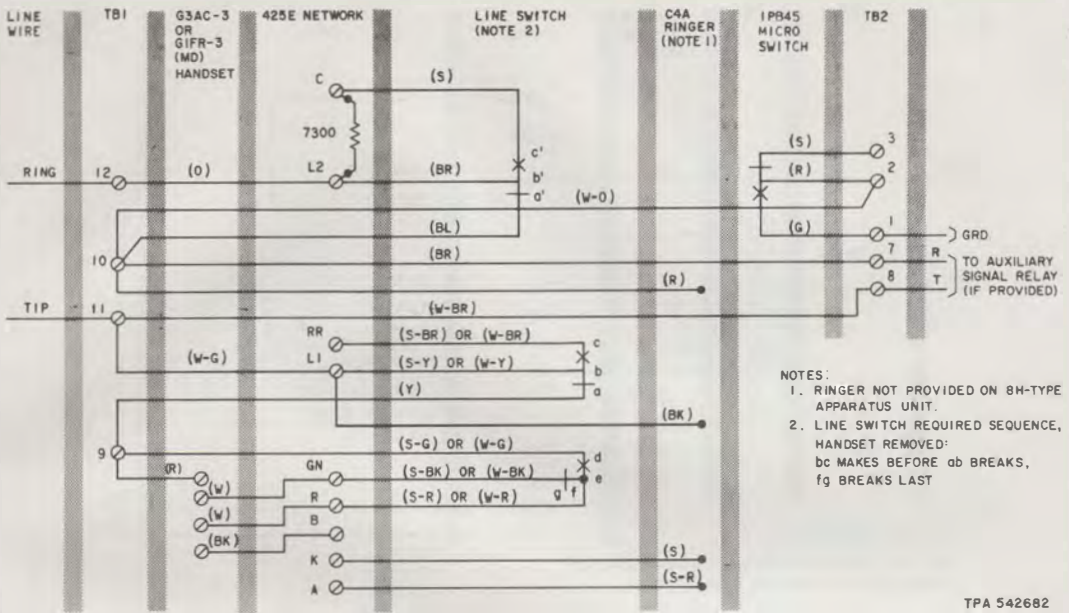 LINE WIRE
TB1
G3AC-3 OR G1FR-3 (MD) HANDSET
425E NETWORK
LINE SWITCH (NOTE 2)
C4A RINGER (NOTE 1)
1PB45 MICRO SWITCH
TB2
C
(S)
7300
c'
(S)
3
RING
12
(O)
L2
(BR)
b'
(R)
2
a'
(W-O)
(BL)
(G)
1
GRD
10
(BR)
7
R
TO AUXILIARY SIGNAL RELAY (IF PROVIDED)
(R)
8
T
TIP
11
(W-BR)
RR
(S-BR) OR (W-BR)
c
(W-G)
L1
(S-Y) OR (W-Y)
b
(Y)
a
(BK)
9
(S-G) OR (W-G)
d
(R)
GN
(S-BK) OR (W-BK)
e
(W)
g
f
R
(S-R) OR (W-R)
(W)
B
(BK)
K
(S)
A
(S-R)
NOTES:
1. RINGER NOT PROVIDED ON 8H-TYPE
APPARATUS UNIT.
2. LINE SWITCH REQUIRED SEQUENCE,
HANDSET REMOVED:
bc MAKES BEFORE ab BREAKS,
fg BREAKS LAST
TPA 542682